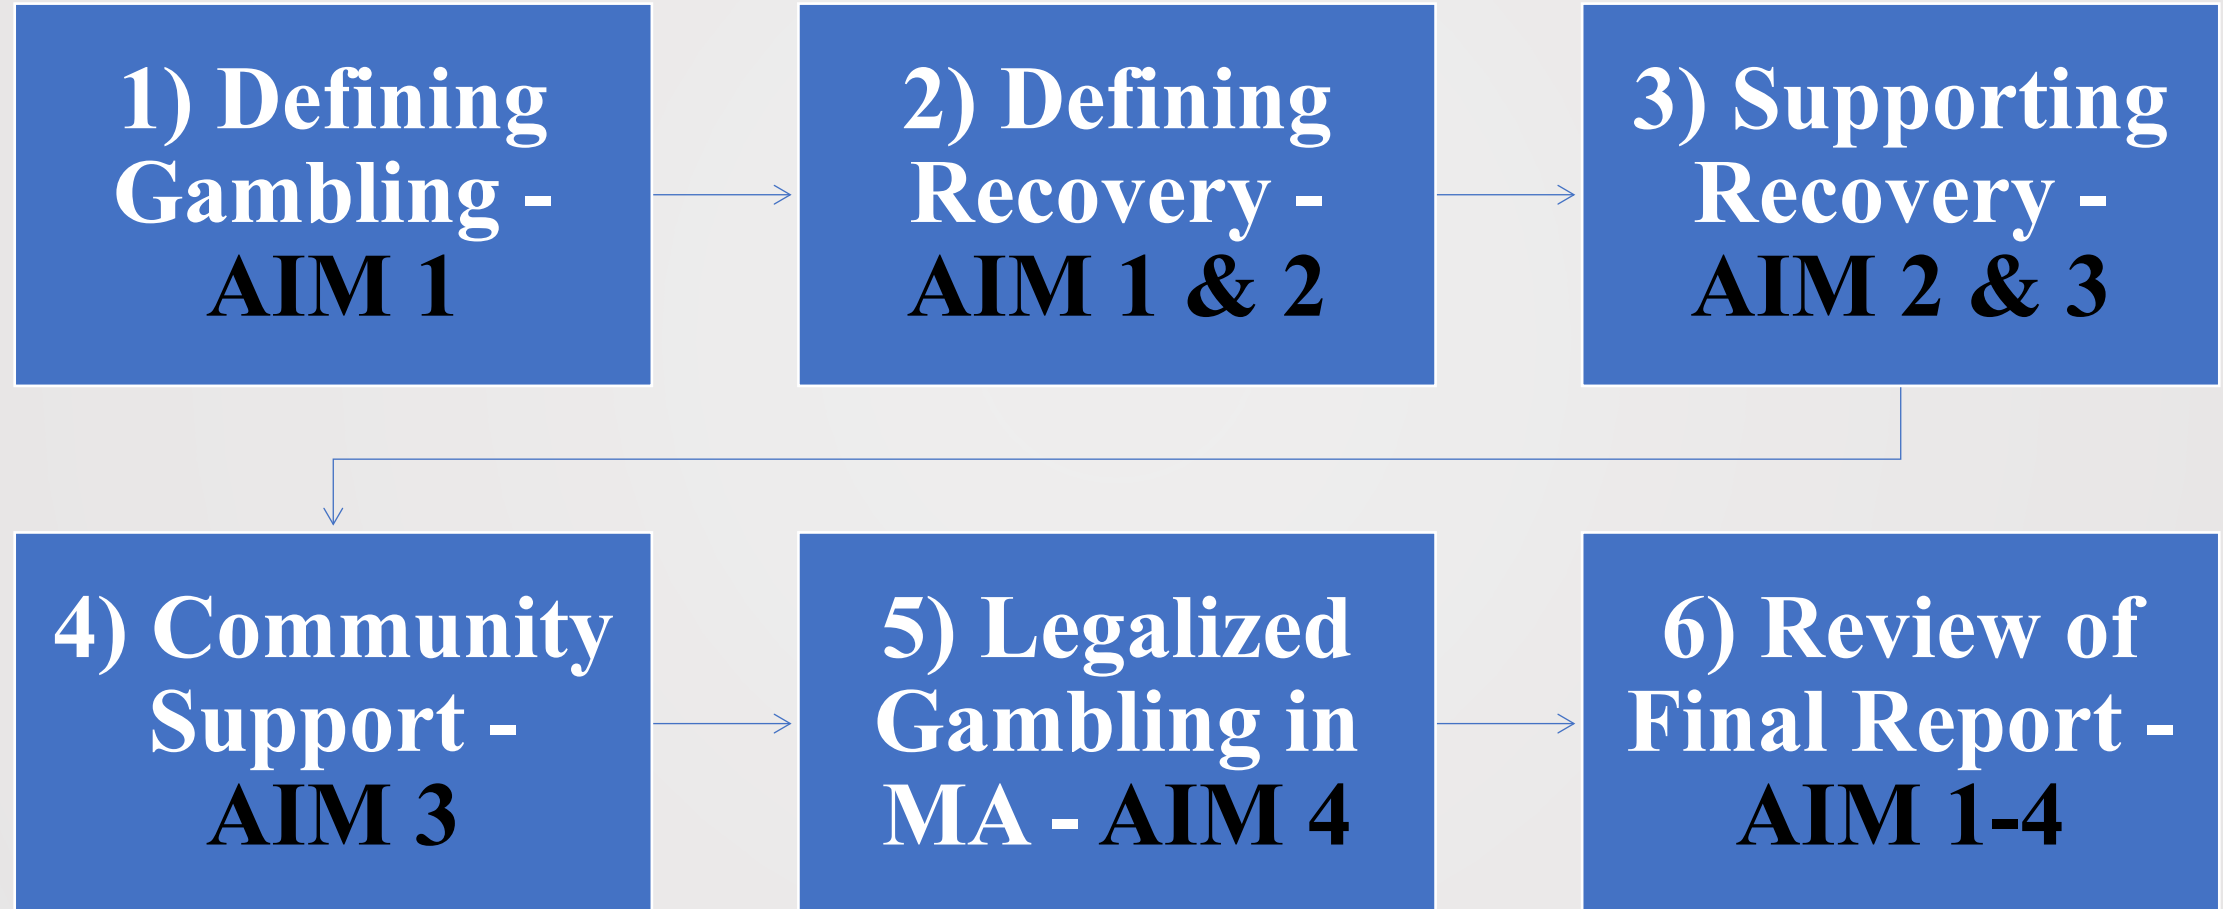 1) Defining
Gambling -
AIM 1
2) Defining
Recovery -
AIM 1 & 2
3) Supporting
Recovery -
AIM 2 & 3
4) Community
Support -
AIM 3
5) Legalized
Gambling in
MA - AIM 4
6) Review of
Final Report -
AIM 1-4